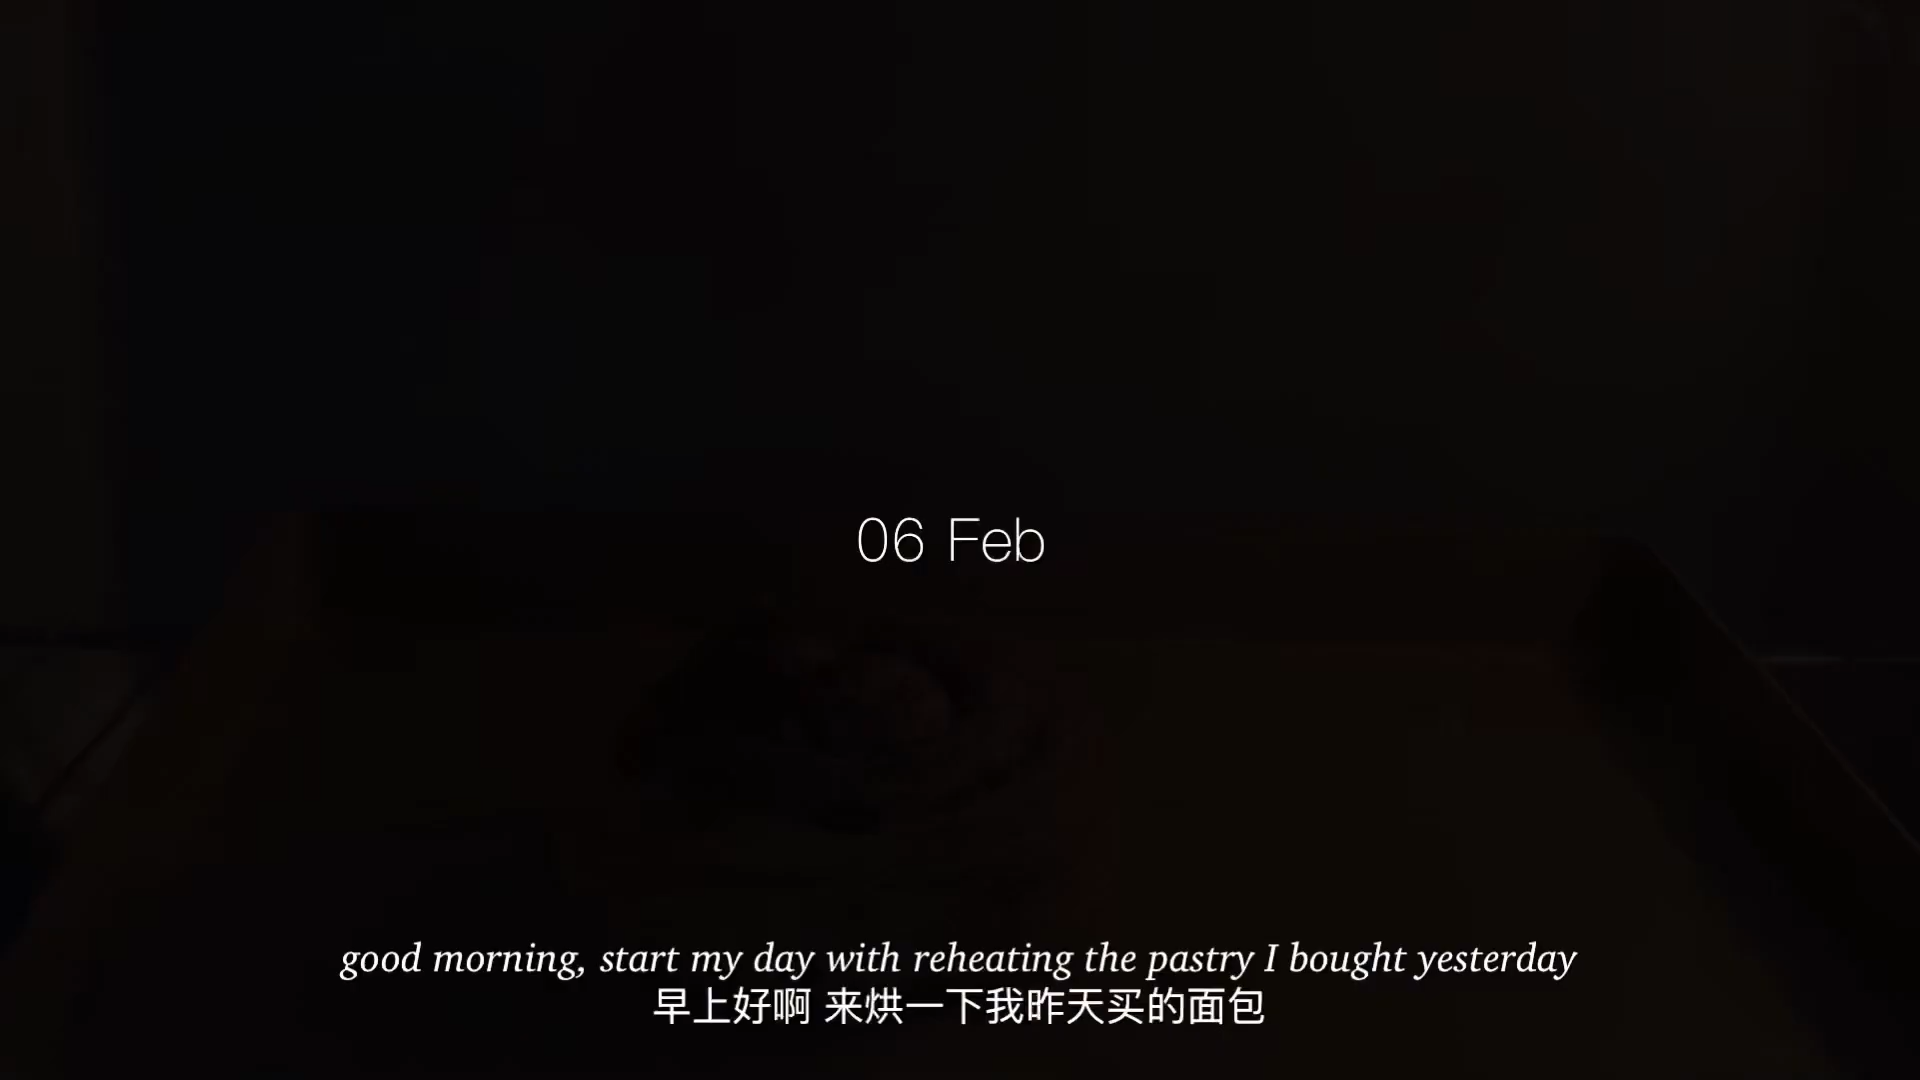 06 Feb
good morning, start my day with reheating the pastry I bought yesterday
早上好啊 来烘一下我昨天买的面包